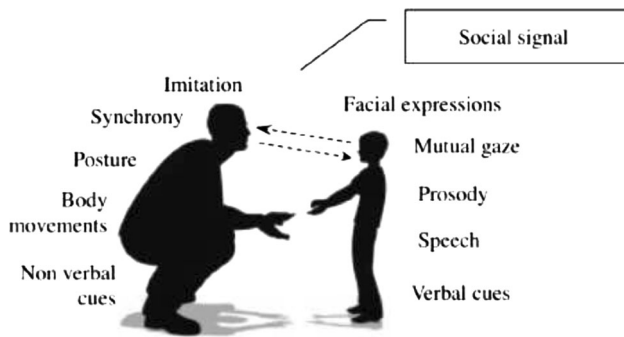 Social signal
Imitation
Facial expressions
Synchrony
Mutual gaze
Posture
Prosody
Body
movements
Speech
Non verbal
cues
Verbal cues